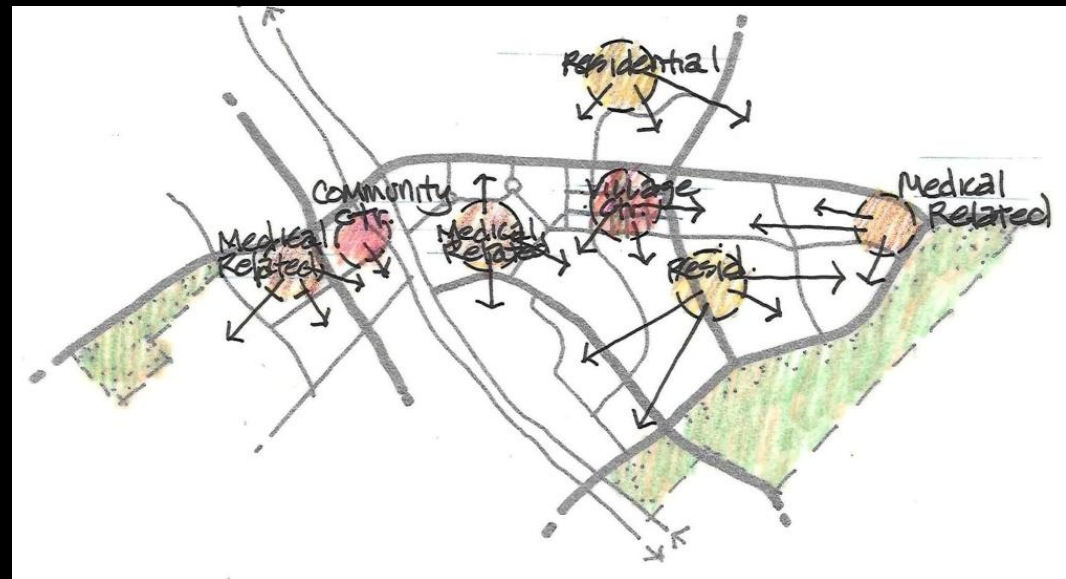 Residential
Community
Ctr.
Village
Ctr.
Medical
Related
Medical
Related
Medical
Related
Resid.